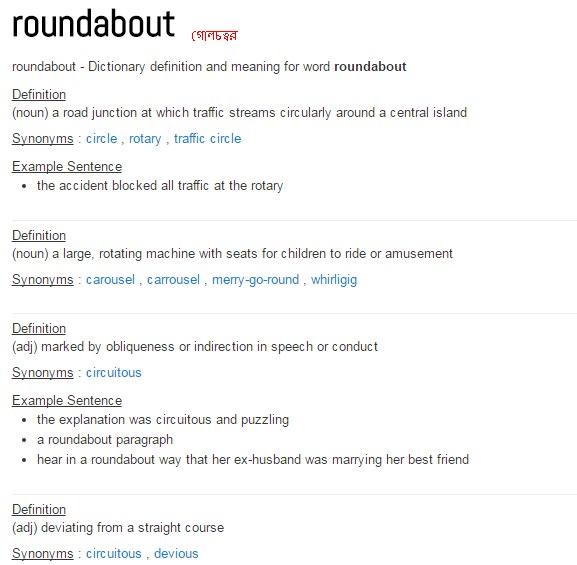 roundabout গোলচত্বর
roundabout - Dictionary definition and meaning for word roundabout
Definition
(noun) a road junction at which traffic streams circularly around a central island
Synonyms : circle , rotary , traffic circle
Example Sentence
• the accident blocked all traffic at the rotary
Definition
(noun) a large, rotating machine with seats for children to ride or amusement
Synonyms : carousel , carrousel , merry-go-round , whirligig
Definition
(adj) marked by obliqueness or indirection in speech or conduct
Synonyms : circuitous
Example Sentence
• the explanation was circuitous and puzzling
• a roundabout paragraph
• hear in a roundabout way that her ex-husband was marrying her best friend
Definition
(adj) deviating from a straight course
Synonyms : circuitous , devious